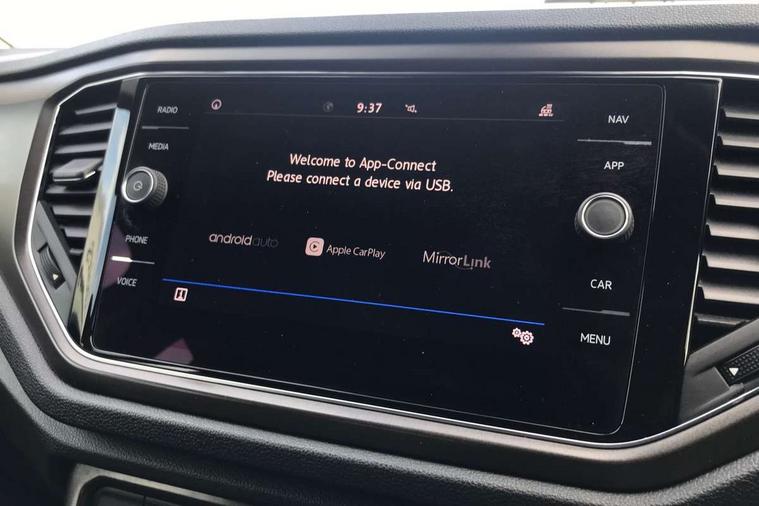 RADIO
MEDIA
PHONE
VOICE
9:37
Welcome to App-Connect
Please connect a device via USB.
androidauto
Apple CarPlay
MirrorLink
NAV
APP
CAR
MENU